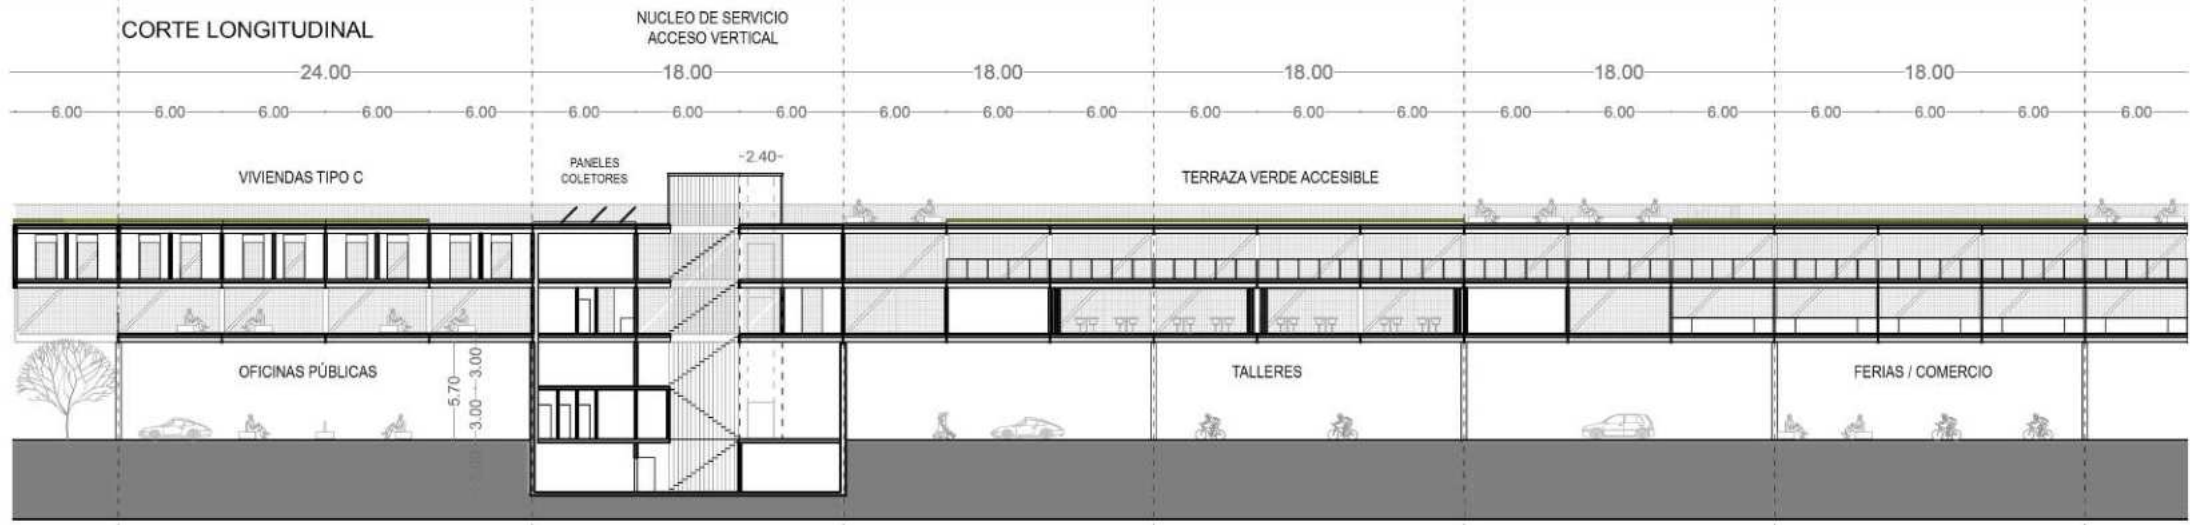 CORTE LONGITUDINAL
NUCLEO DE SERVICIO
ACCESO VERTICAL
24.00 18.00 18.00 18.00 18.00 18.00
6.00 6.00 6.00 6.00 6.00 6.00 6.00 6.00 6.00 6.00 6.00 6.00 6.00 6.00 6.00 6.00 6.00 6.00 6.00 6.00 6.00
2.40
PANELES
COLETORES
VIVIENDAS TIPO C
TERRAZA VERDE ACCESIBLE
OFICINAS PÚBLICAS
5.70
3.00
3.00
TALLERES
FERIAS / COMERCIO